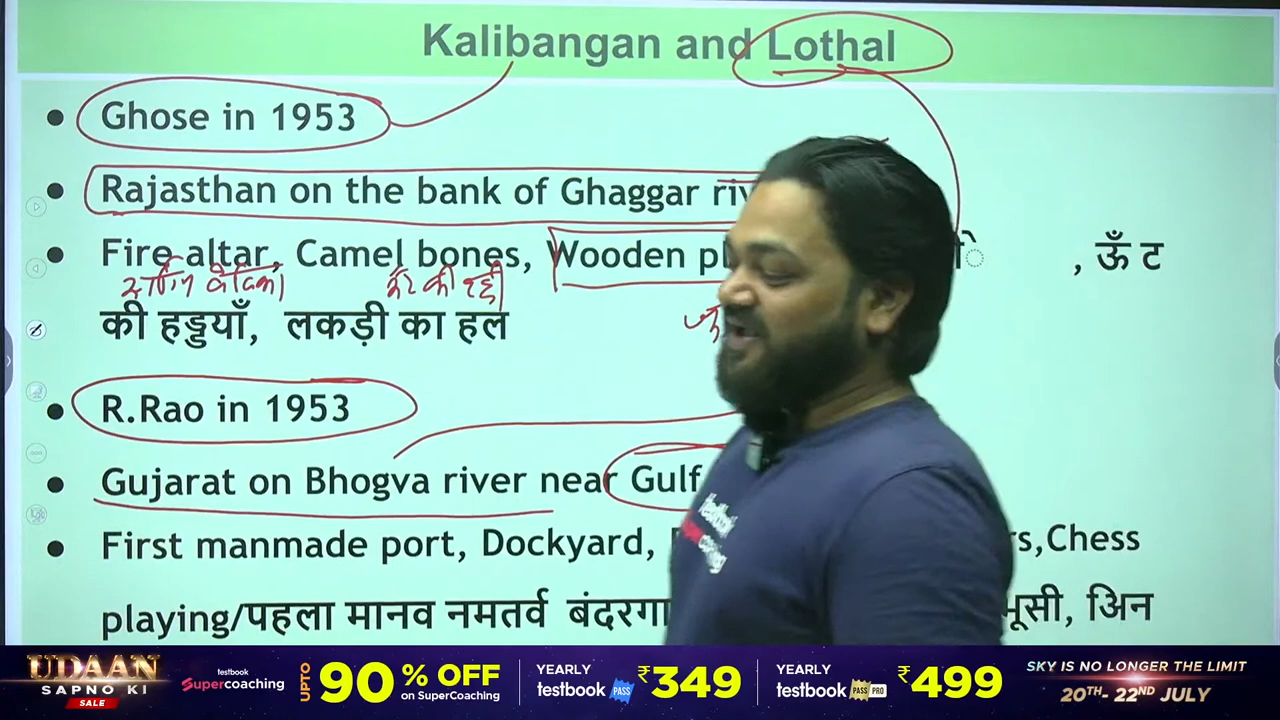 Kalibangan and Lothal
Ghose in 1953
Rajasthan on the bank of Ghaggar riv
Fire altar, Camel bones, Wooden pl , ऊँट
की हड्डयाँ, लकड़ी का हल
R.Rao in 1953
Gujarat on Bhogva river near Gulf
First manmade port, Dockyard, rs,Chess
playing/पहला मानव नमतर्व बंदरगा भूसी, अिन
UDAAN
SAPNO KI
SALE
testbook
Supercoaching
UPTO 90% OFF
on SuperCoaching
YEARLY
testbook PASS
₹349
YEARLY
testbook PASS PRO
₹499
SKY IS NO LONGER THE LIMIT
20TH- 22ND JULY